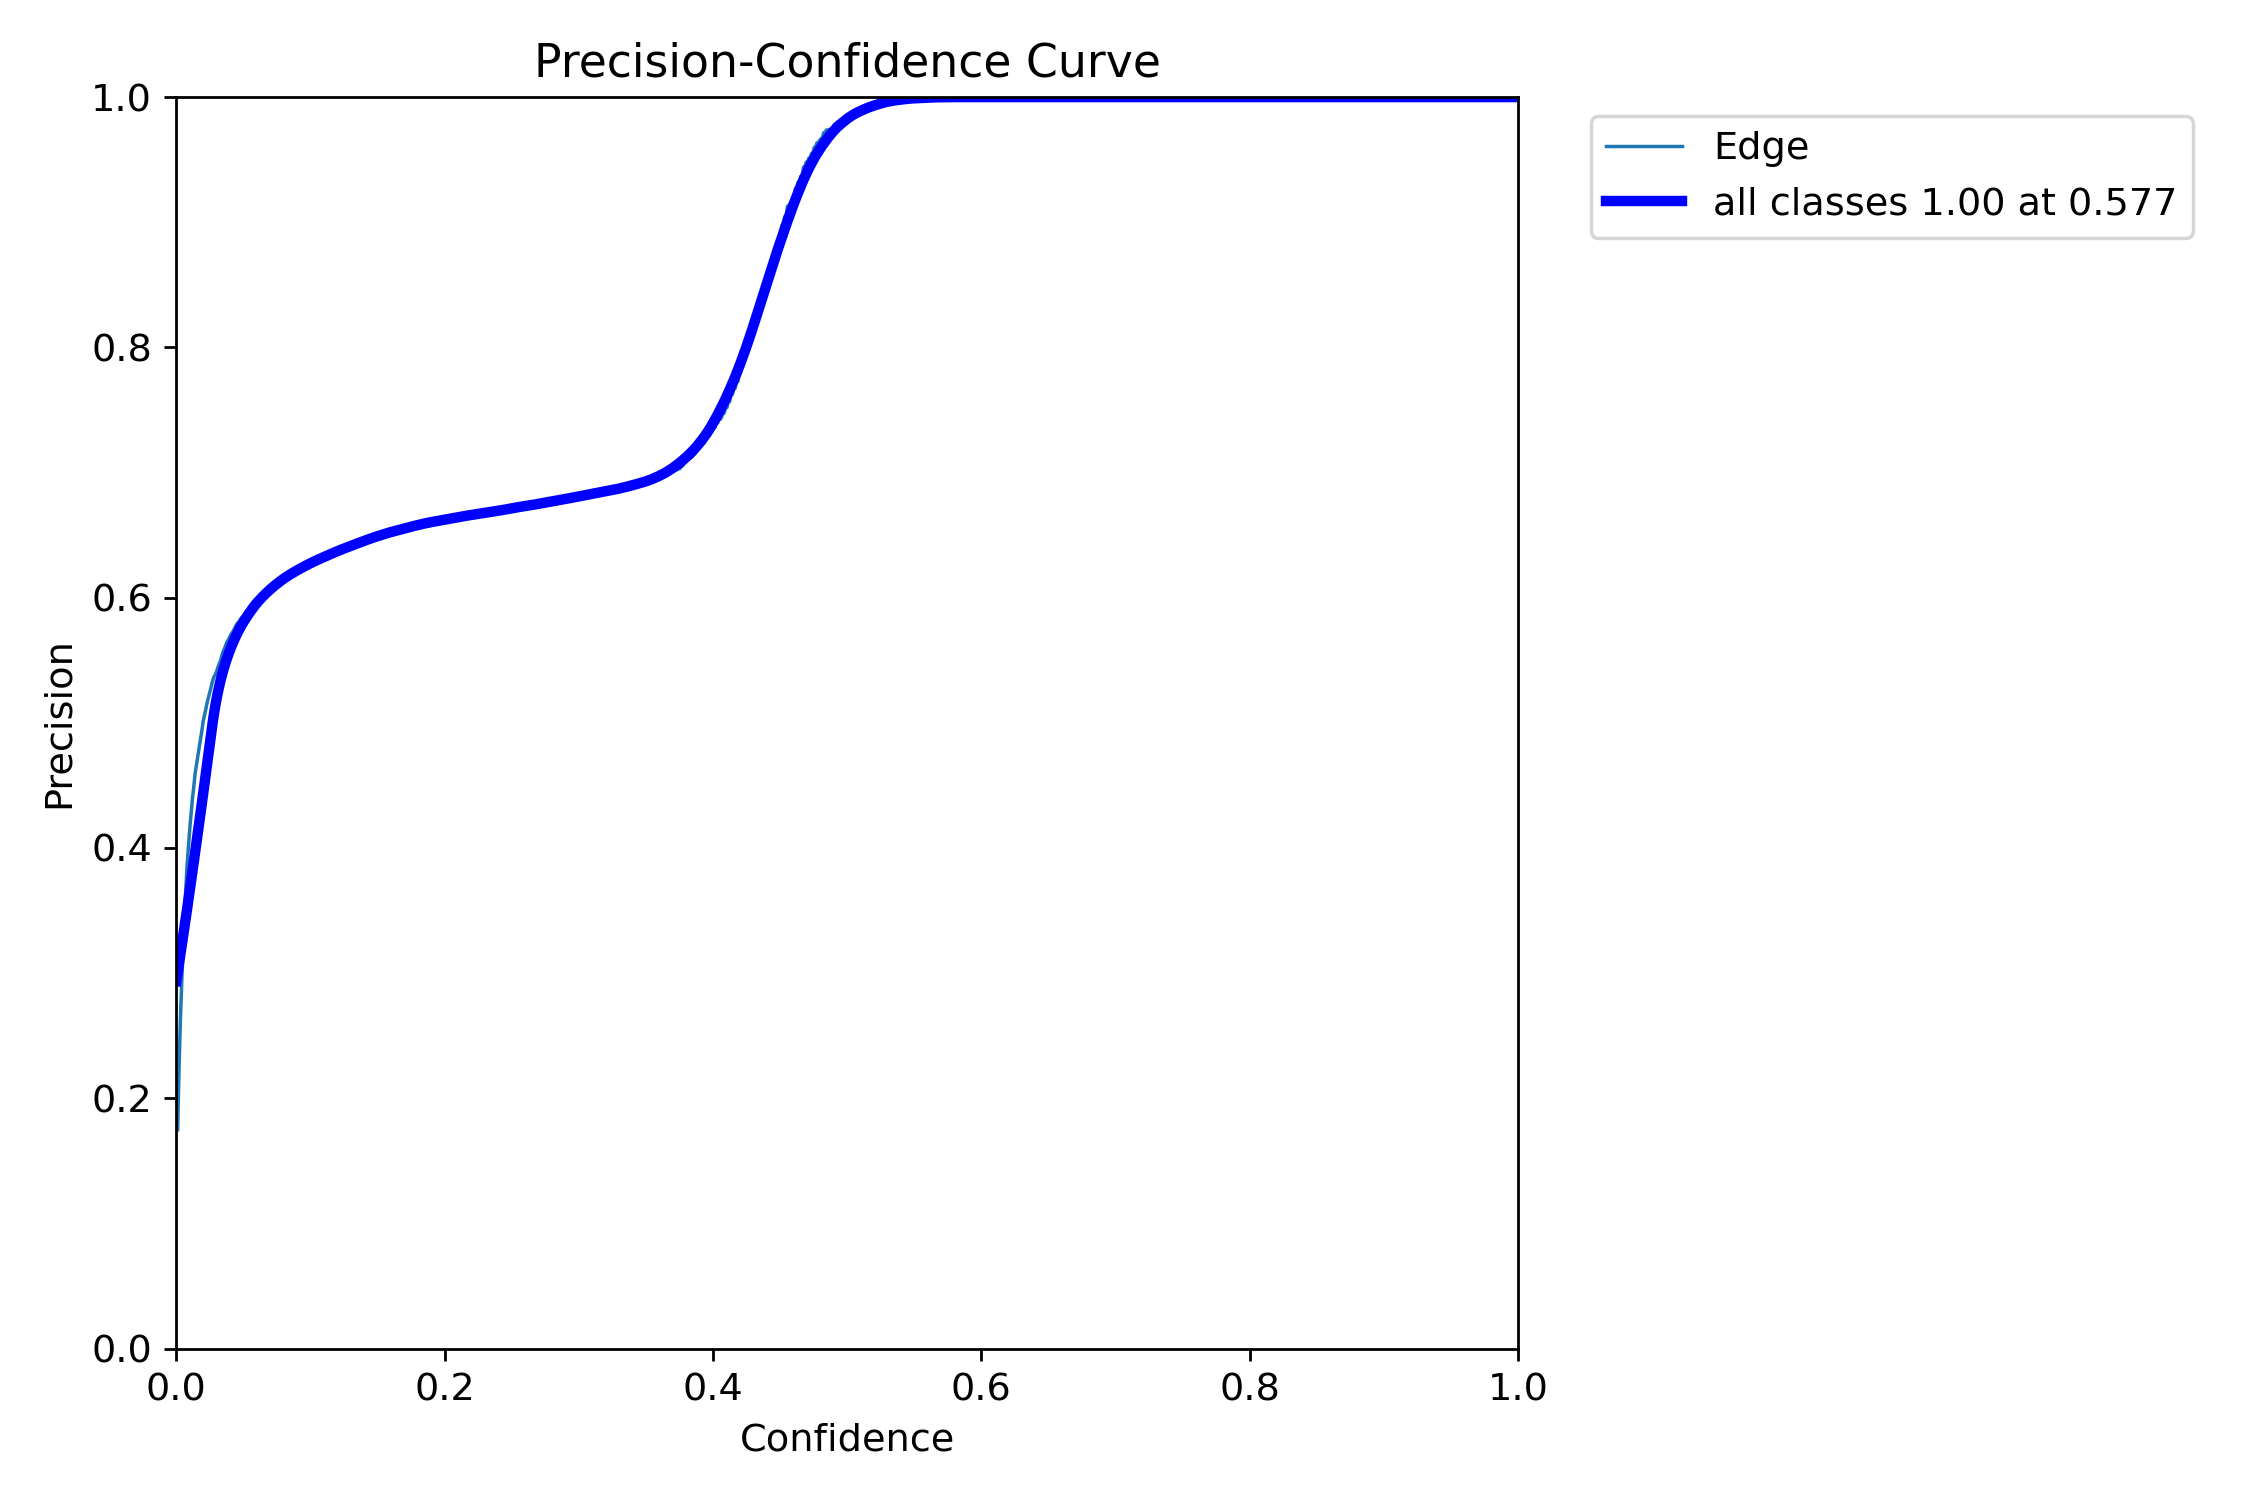 Precision-Confidence Curve
1.0
0.8
0.6
0.4
0.2
0.0
Precision
0.0 0.2 0.4 0.6 0.8 1.0
Confidence
Edge
all classes 1.00 at 0.577